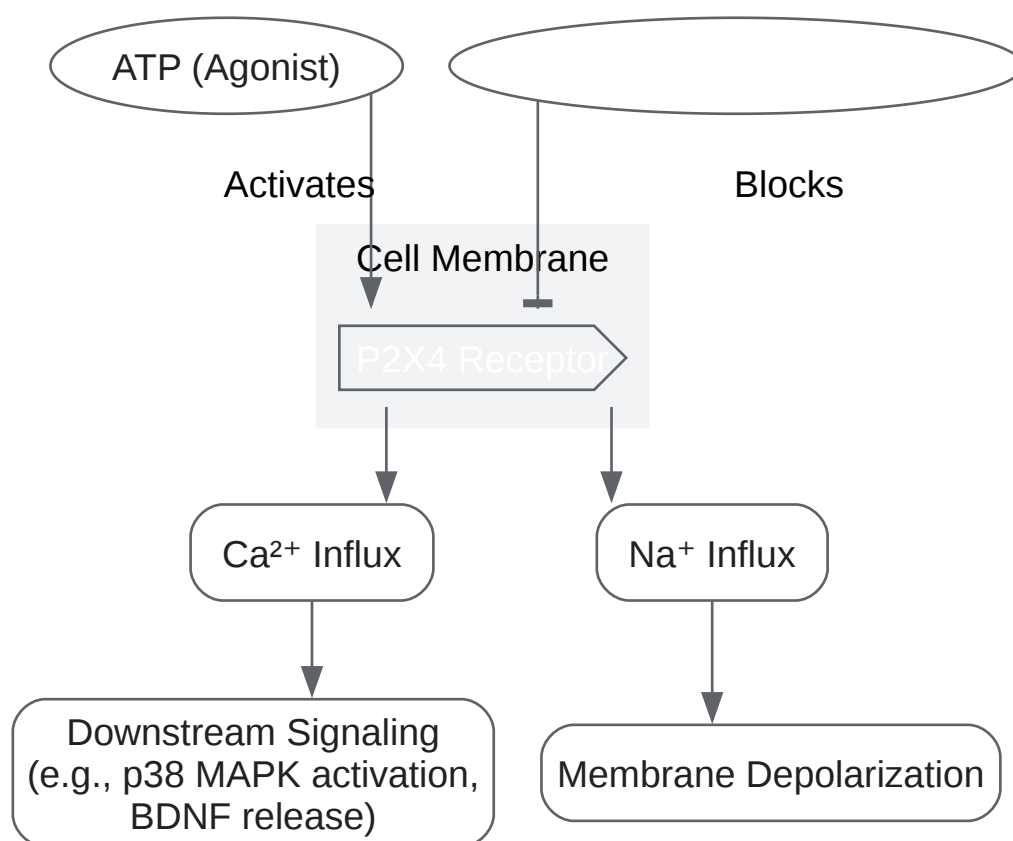 ATP (Agonist)
Activates
Blocks
Cell Membrane
P2X4 Receptor
Ca²⁺ Influx
Na⁺ Influx
Downstream Signaling
(e.g., p38 MAPK activation,
BDNF release)
Membrane Depolarization